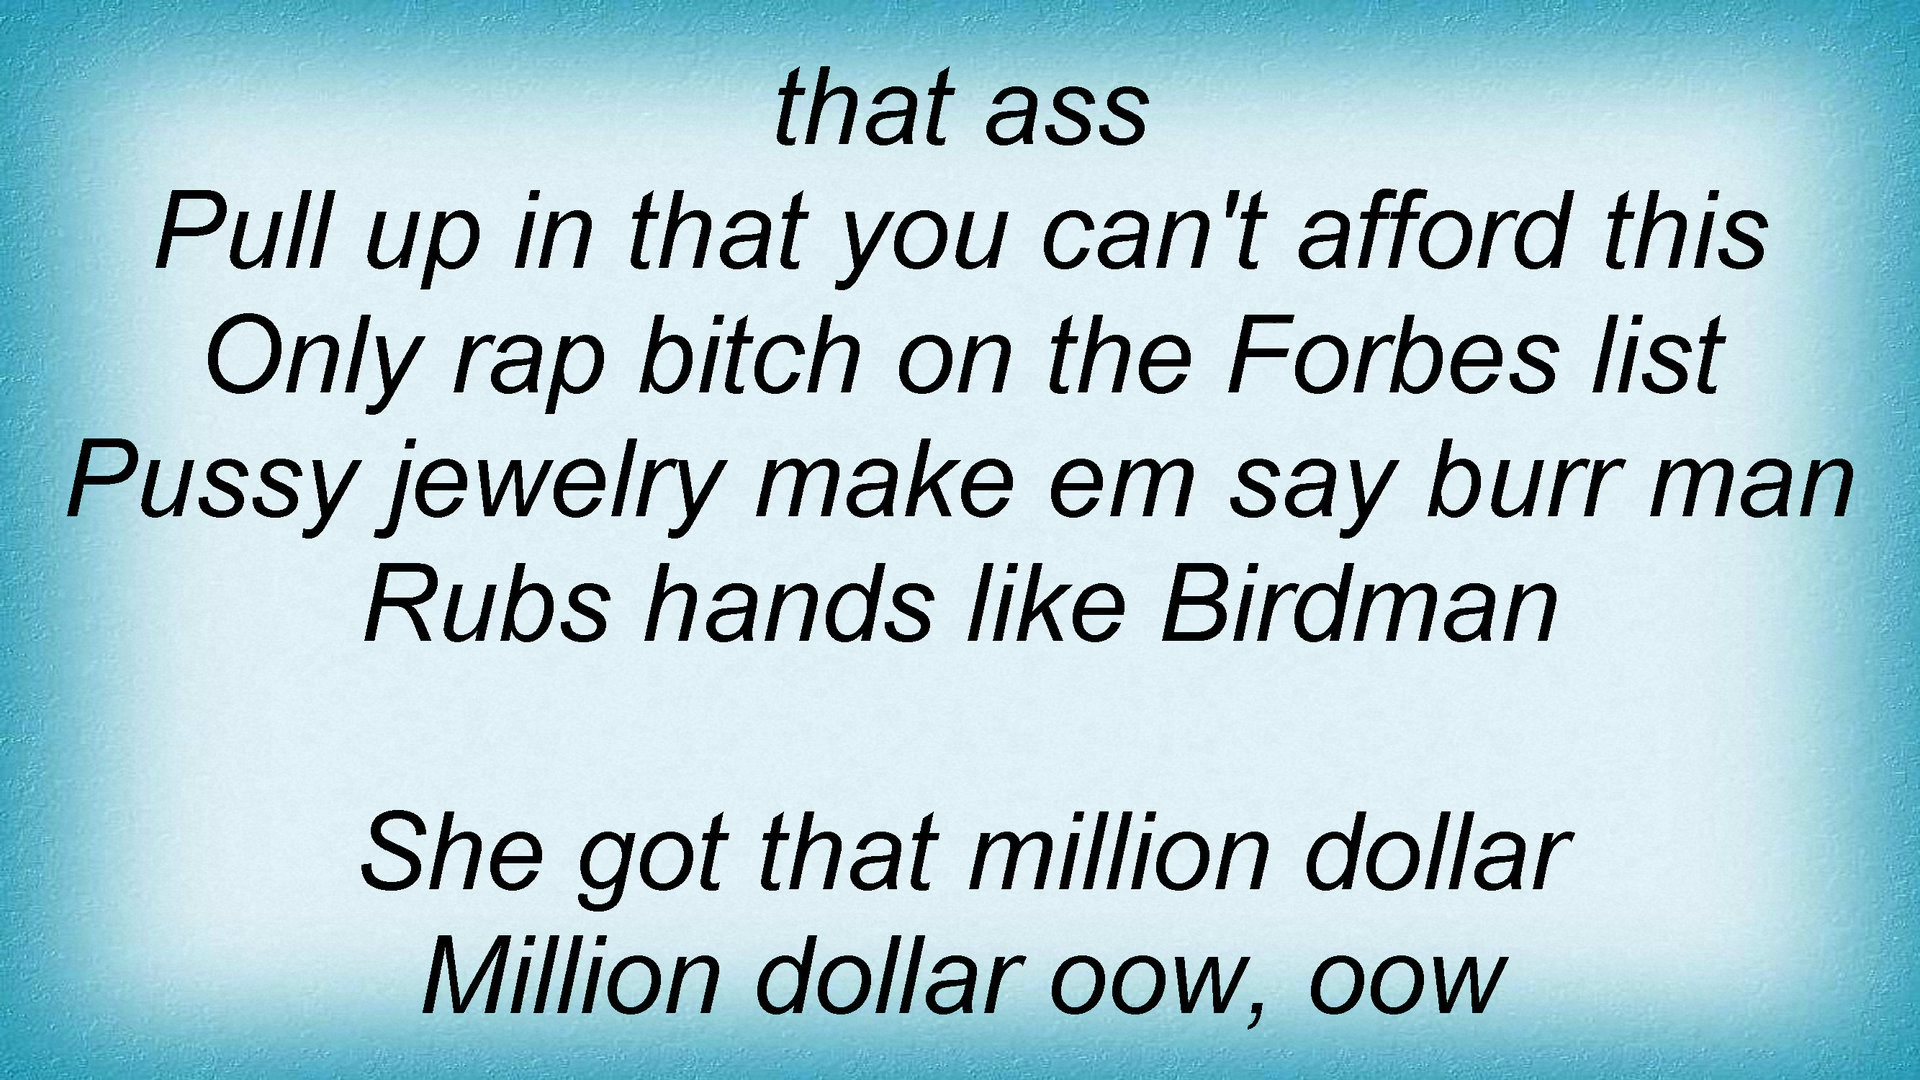 that ass
Pull up in that you can't afford this
Only rap bitch on the Forbes list
Pussy jewelry make em say burr man
Rubs hands like Birdman
She got that million dollar
Million dollar oow, oow